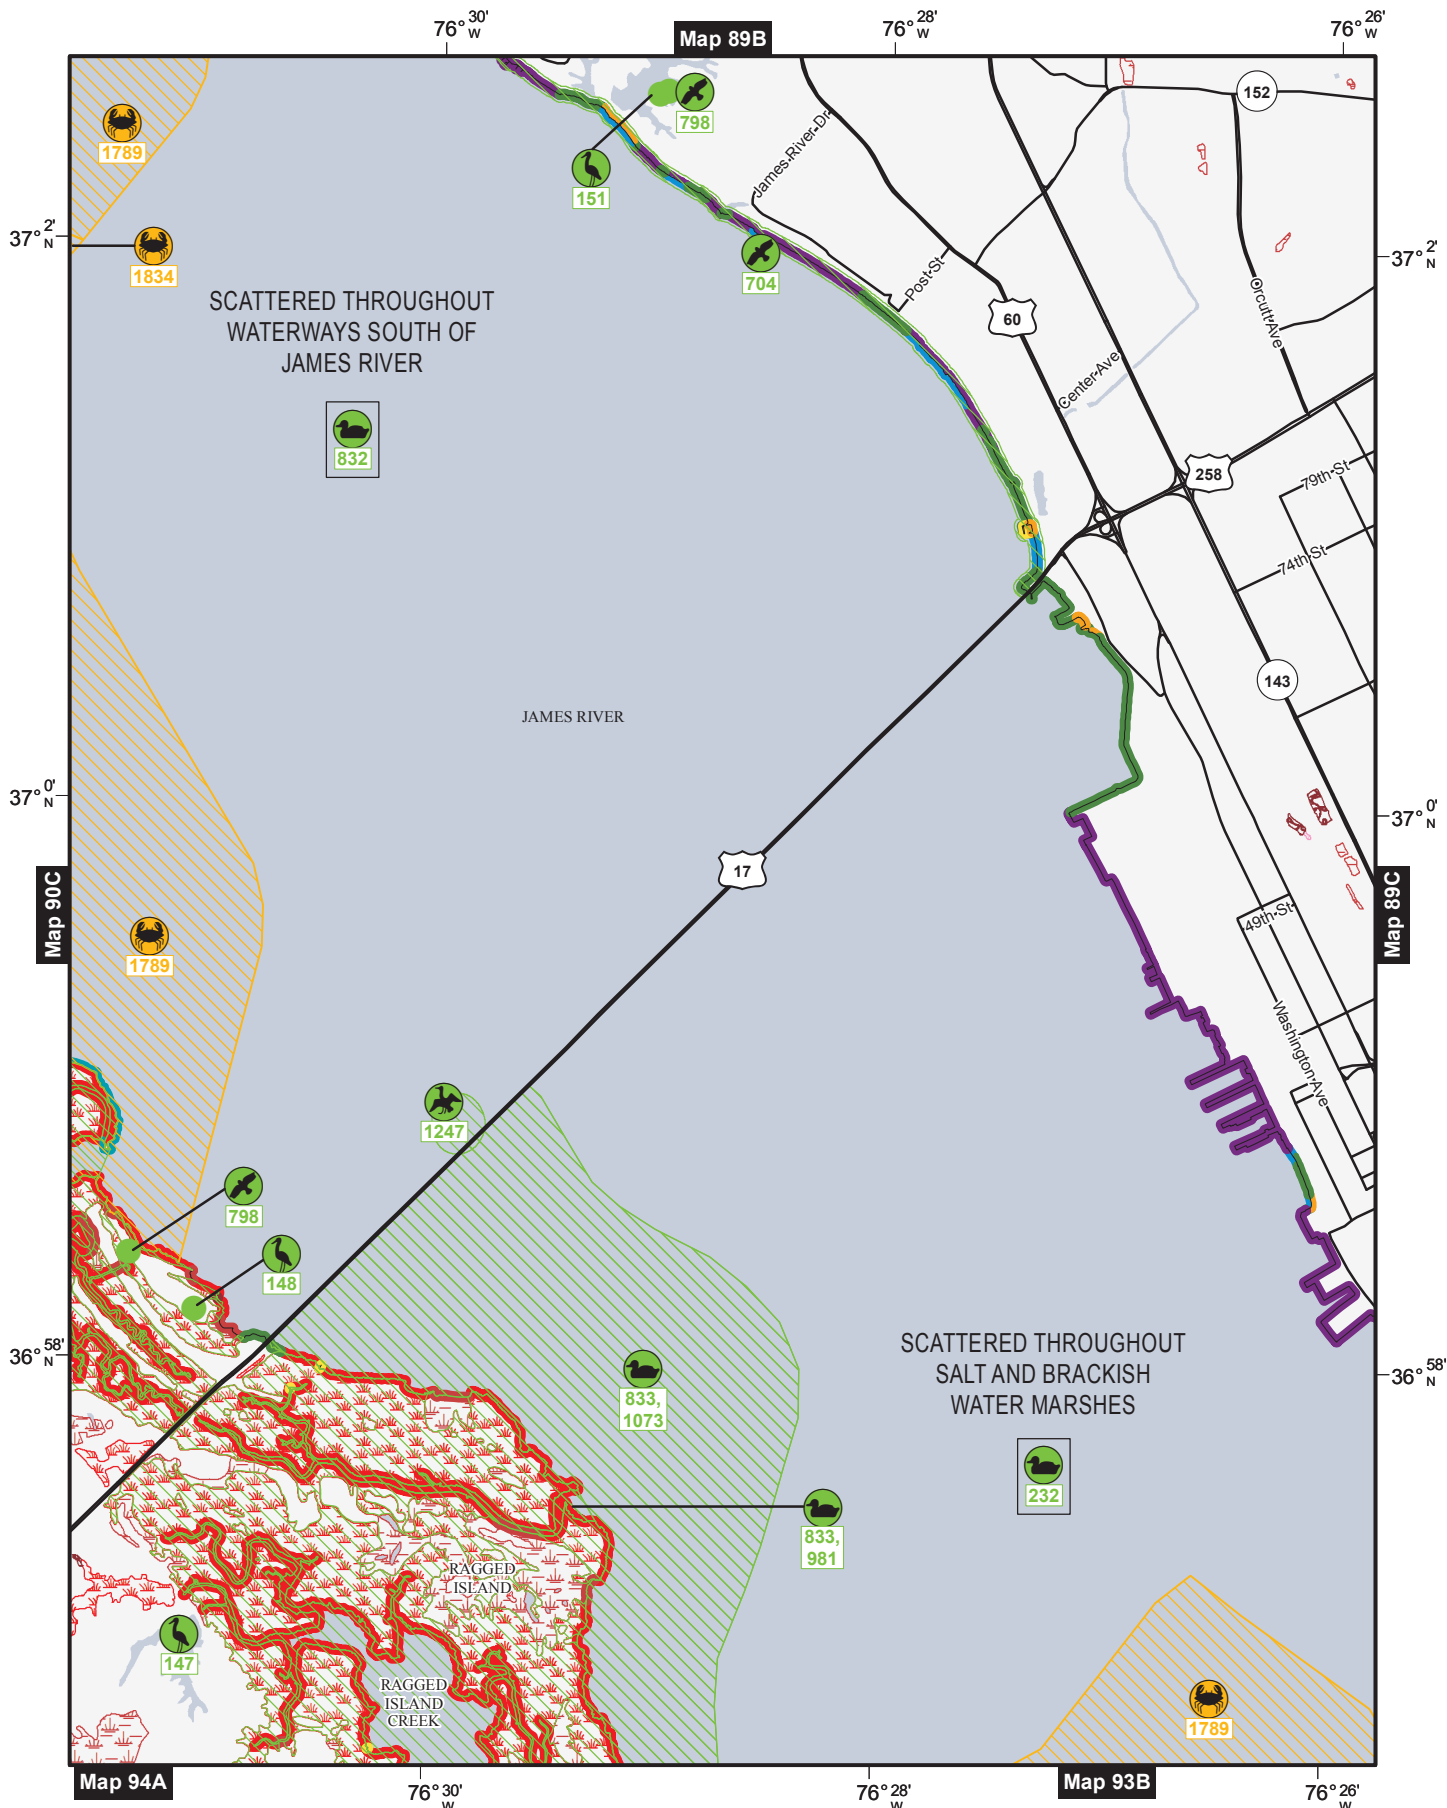 76° 30' W
76° 28' W
76° 26' W
Map 89B
798
152
1789
151
James River Dr
37° 2' N
37° 2' N
1834
704
Post St
Orcutt Ave
SCATTERED THROUGHOUT
WATERWAYS SOUTH OF
JAMES RIVER
60
Center Ave
832
258
79th St
74th St
143
JAMES RIVER
37° 0' N
37° 0' N
17
Map 90C
Map 89C
49th St
1789
Washington Ave
1247
798
148
SCATTERED THROUGHOUT
SALT AND BRACKISH
WATER MARSHES
36° 58' N
36° 58' N
833,
1073
232
833,
981
RAGGED
ISLAND
147
RAGGED
ISLAND
CREEK
1789
Map 94A
Map 93B
76° 30' W
76° 28' W
76° 26' W